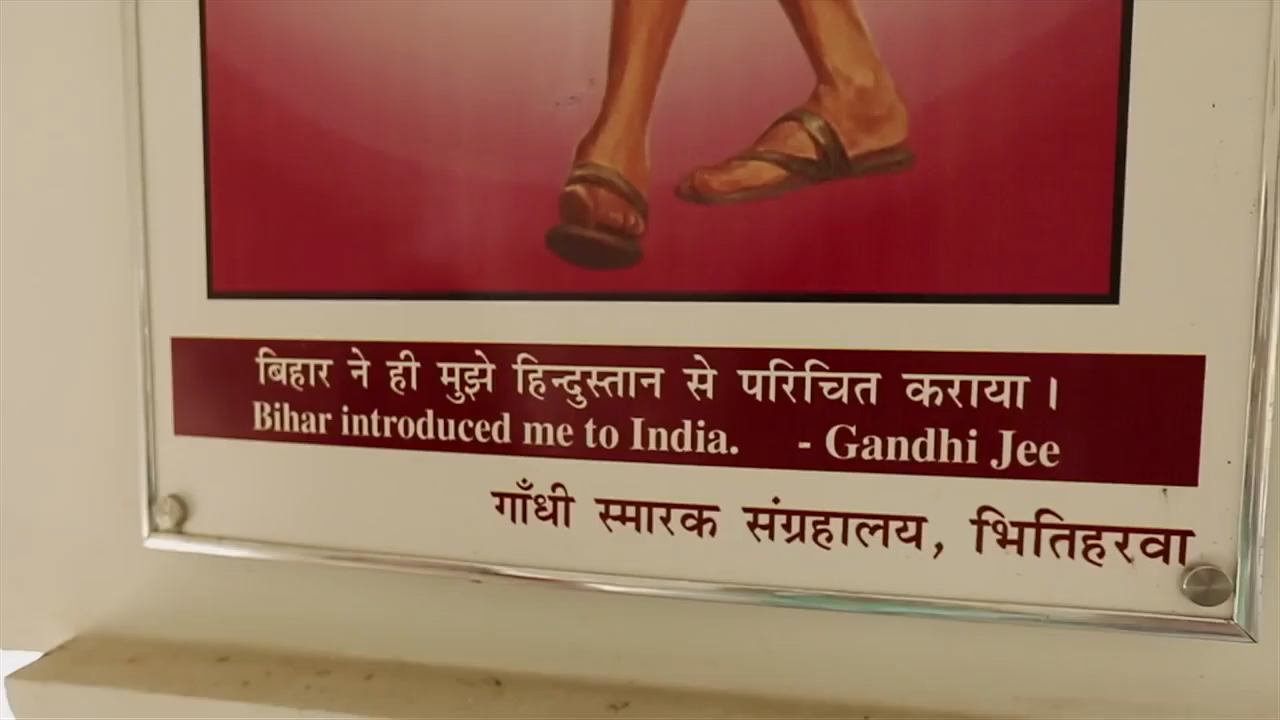 बिहार ने ही मुझे हिन्दुस्तान से परिचित कराया।
Bihar introduced me to India. - Gandhi Jee
गाँधी स्मारक संग्रहालय, भितिहरवा